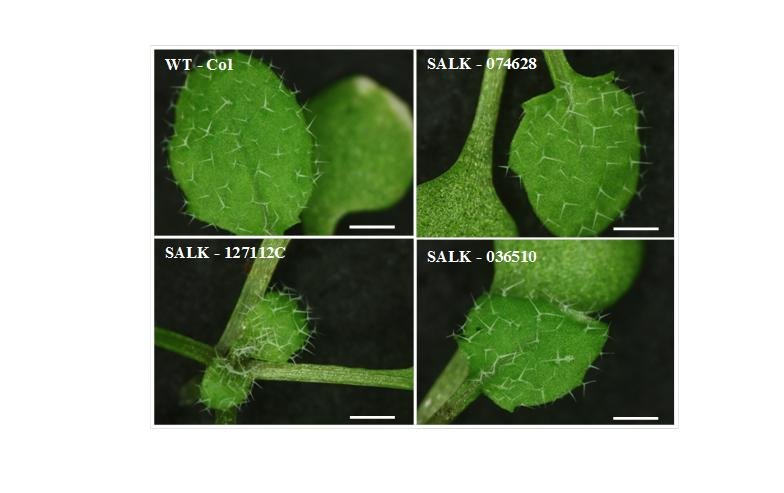 WT - Col
SALK - 074628
SALK - 127112C
SALK - 036510